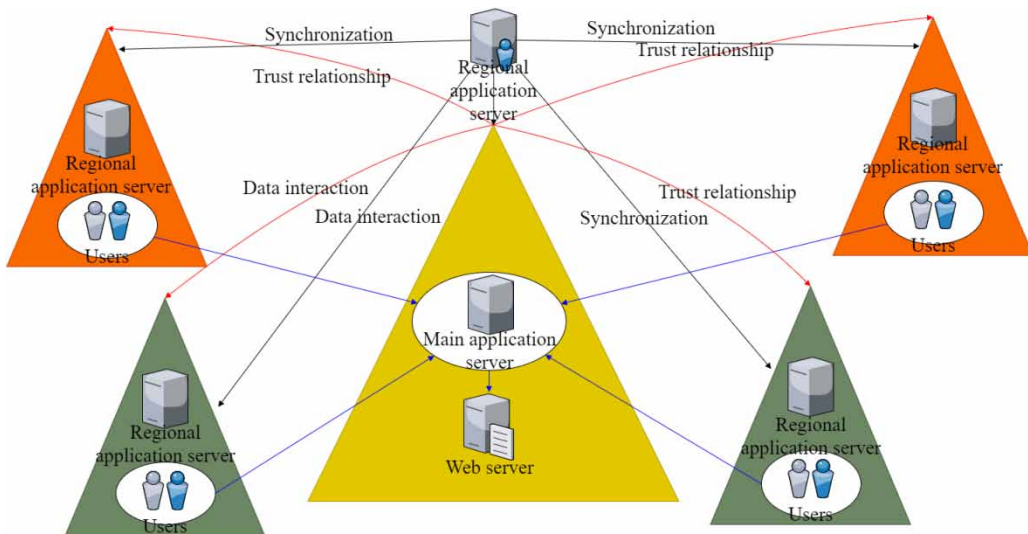 Synchronization
Synchronization
Trust relationship
Trust relationship
Regional
application
server
Regional
application server
Users
Regional
application server
Users
Data interaction
Data interaction
Trust relationship
Synchronization
Main application
server
Web server
Regional
application server
Users
Regional
application server
Users